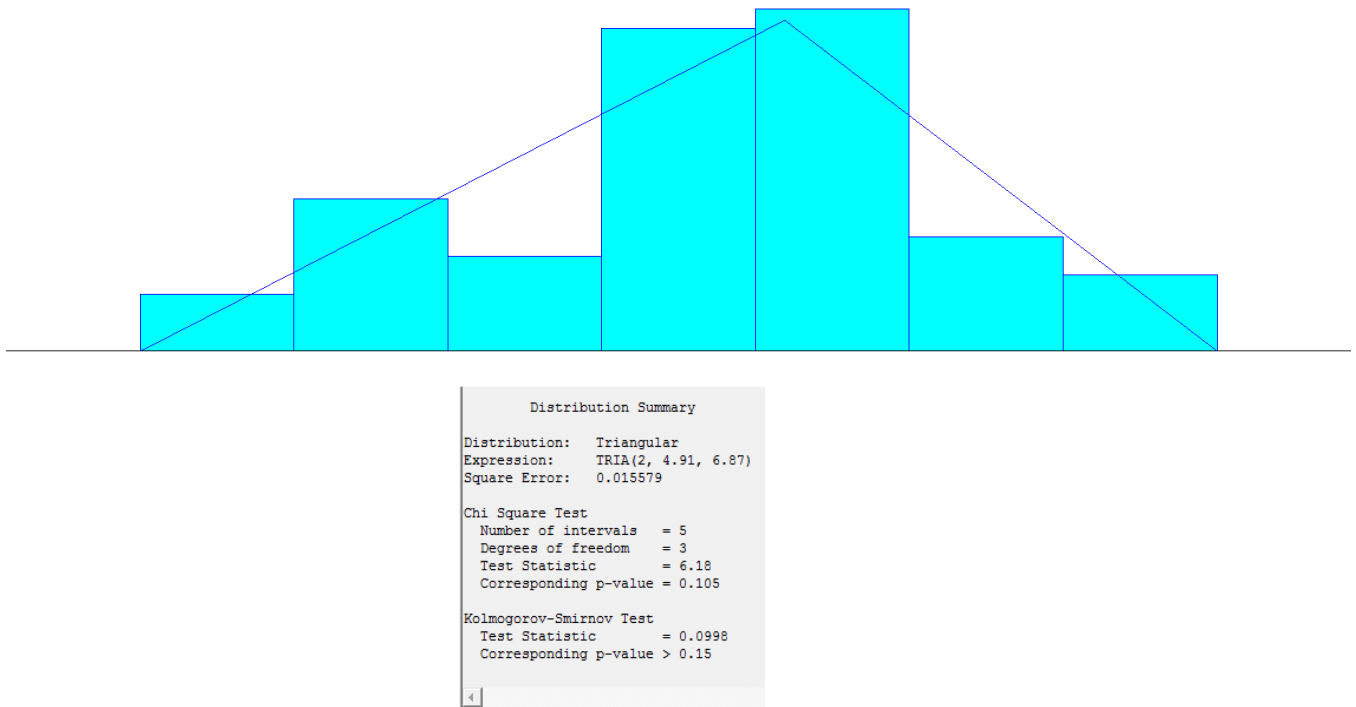 Distribution Summary
Distribution: Triangular
Expression: TRIA(2, 4.91, 6.87)
Square Error: 0.015579
Chi Square Test
Number of intervals = 5
Degrees of freedom = 3
Test Statistic = 6.18
Corresponding p-value = 0.105
Kolmogorov-Smirnov Test
Test Statistic = 0.0998
Corresponding p-value > 0.15